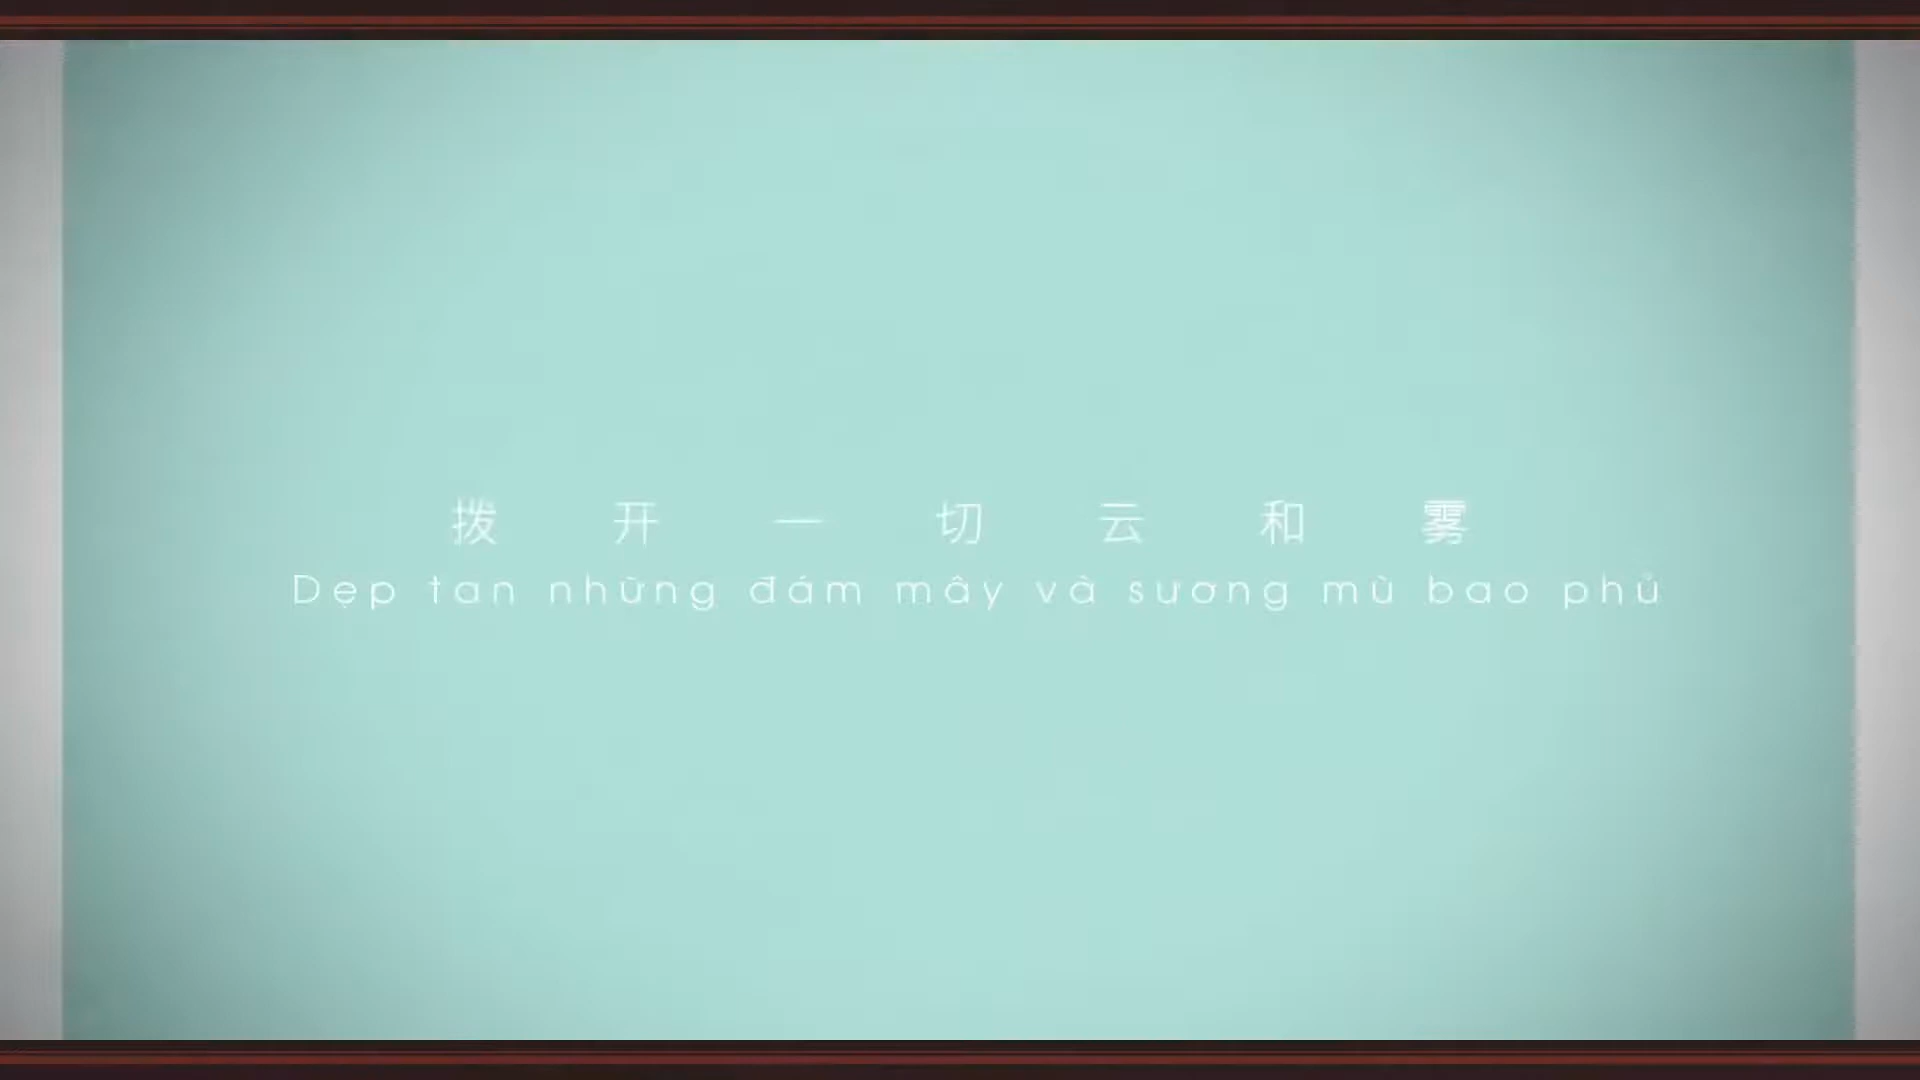 拨开一切云和雾
Dẹp tan những đám mây và sương mù bao phủ